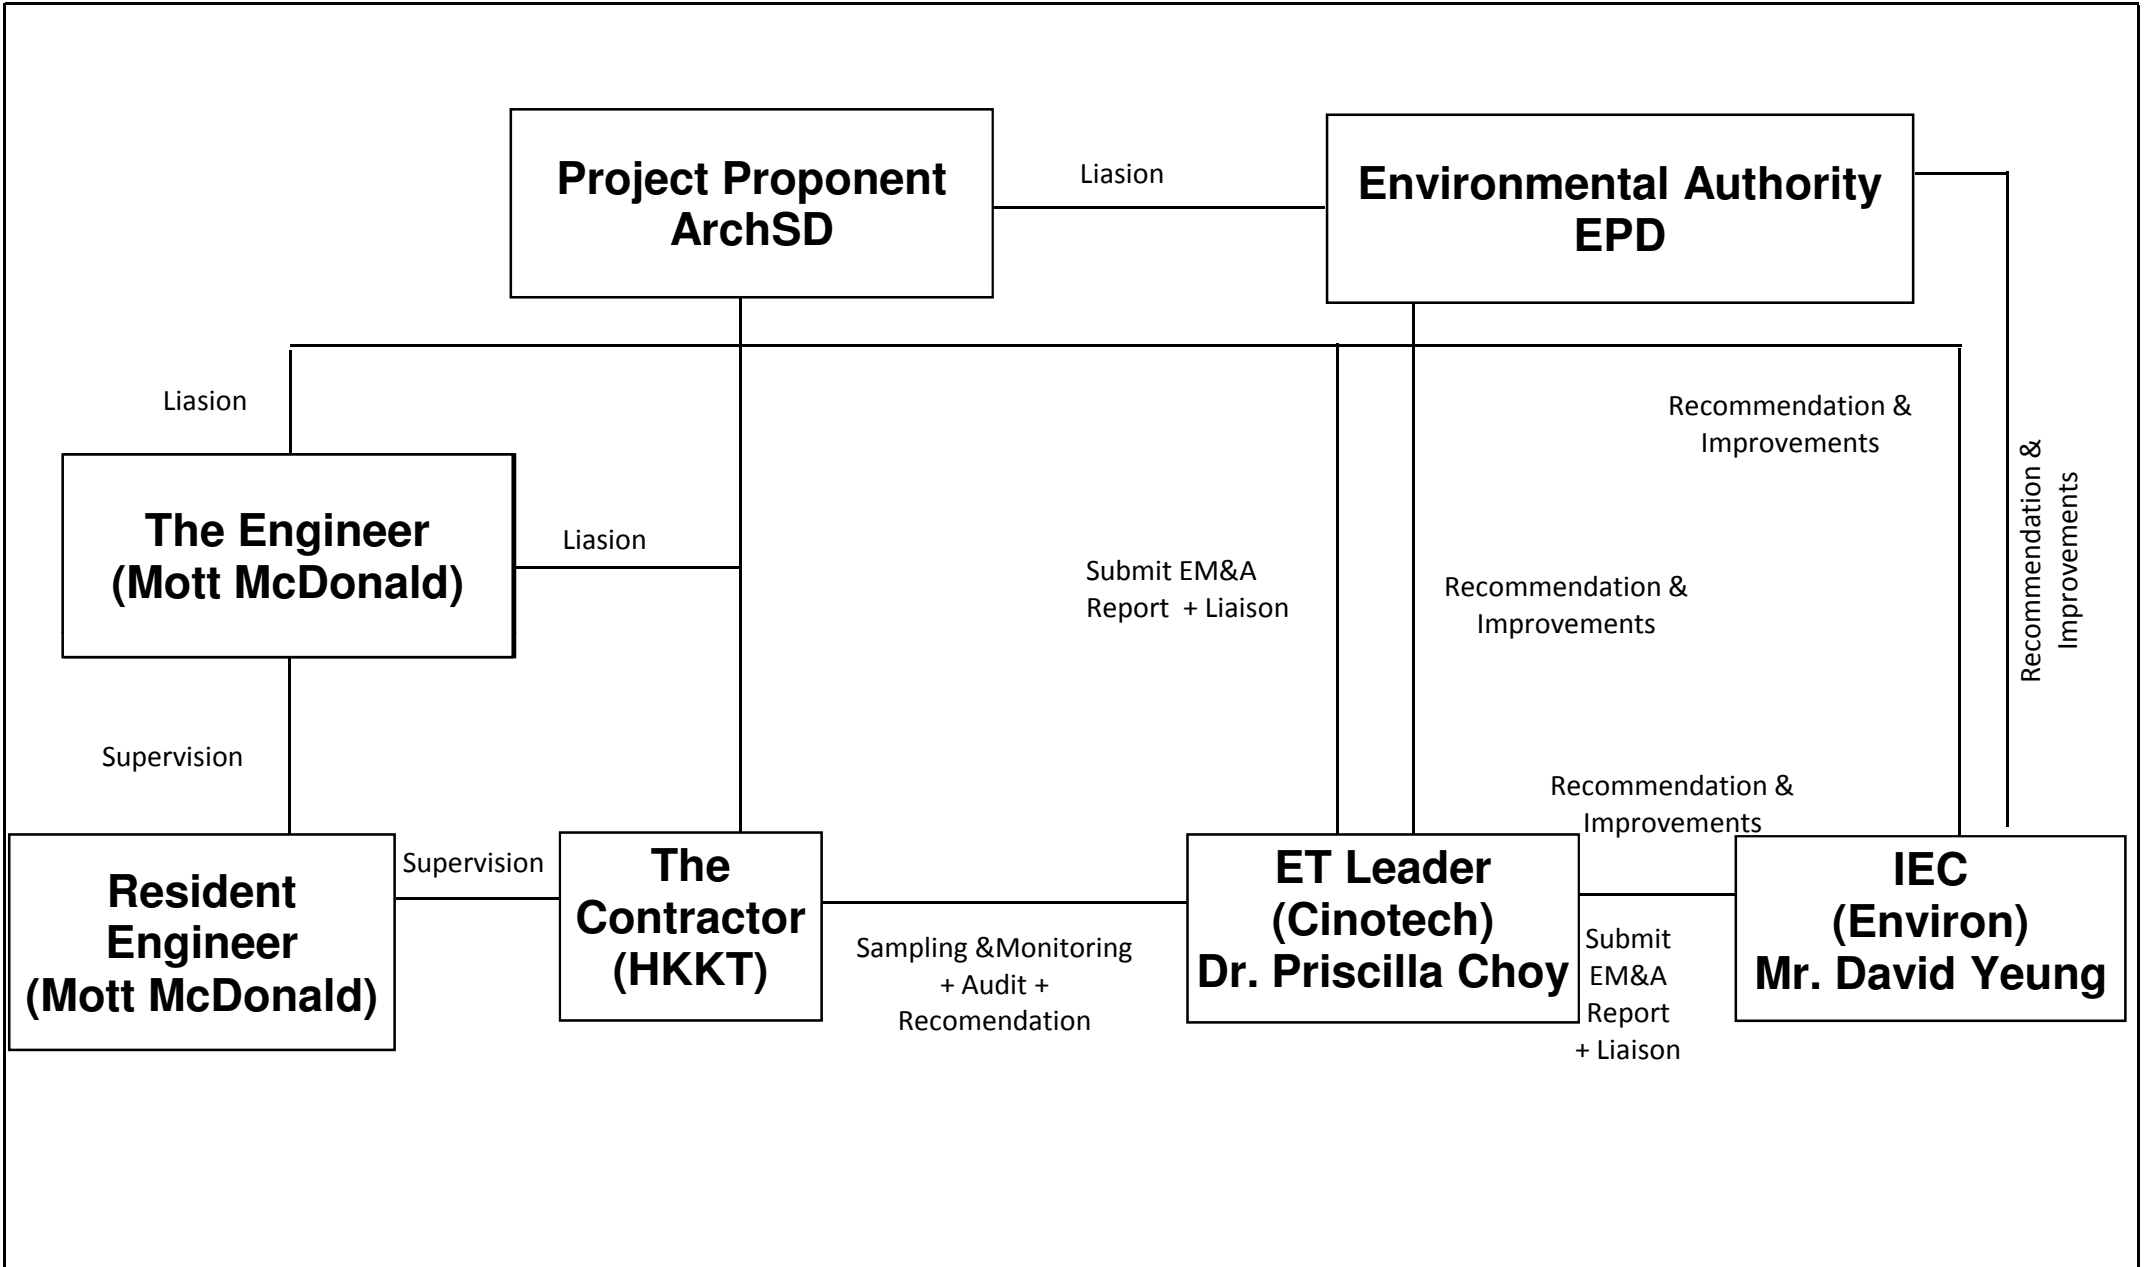 Project Proponent
ArchSD
Liasion
Environmental Authority
EPD
Liasion
Recommendation &
Improvements
Recommendation &
Improvements
The Engineer
(Mott McDonald)
Liasion
Submit EM&A
Report + Liaison
Recommendation &
Improvements
Supervision
Recommendation &
Improvements
Resident
Engineer
(Mott McDonald)
Supervision
The
Contractor
(HKKT)
Sampling &Monitoring
+ Audit +
Recomendation
ET Leader
(Cinotech)
Dr. Priscilla Choy
Submit
EM&A
Report
+ Liaison
IEC
(Environ)
Mr. David Yeung